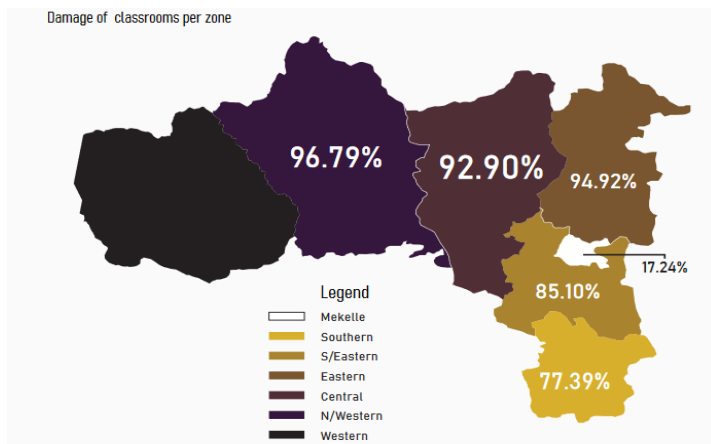 Damage of classrooms per zone
96.79%
92.90%
94.92%
17.24%
85.10%
77.39%
Legend
Mekelle
Southern
S/Eastern
Eastern
Central
N/Western
Western